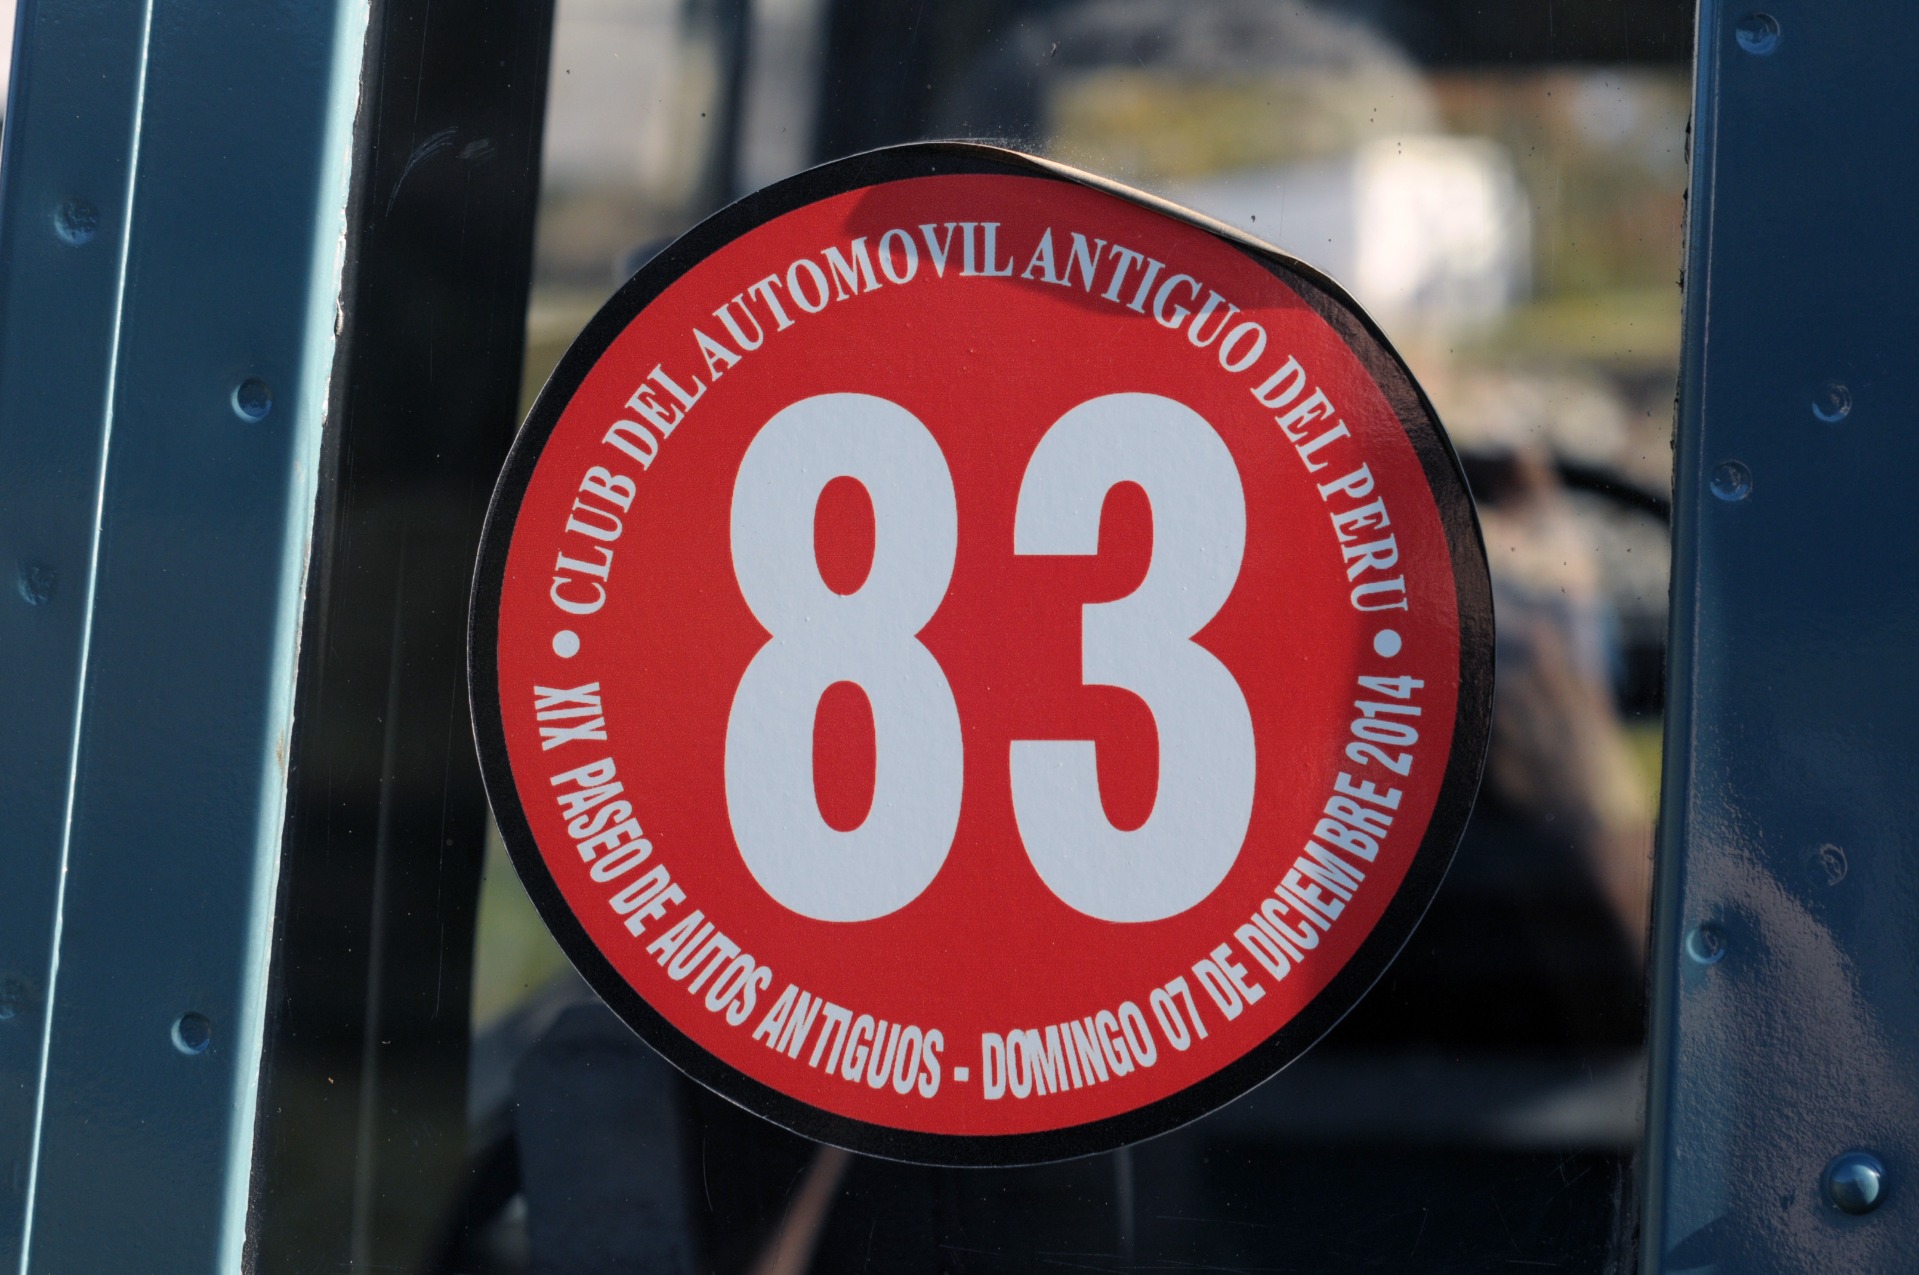 CLUB DEL AUTOMOVIL ANTIGUO DEL PERU
83
XIX PASEO DE AUTOS ANTIGUOS - DOMINGO 07 DE DICIEMBRE 2014